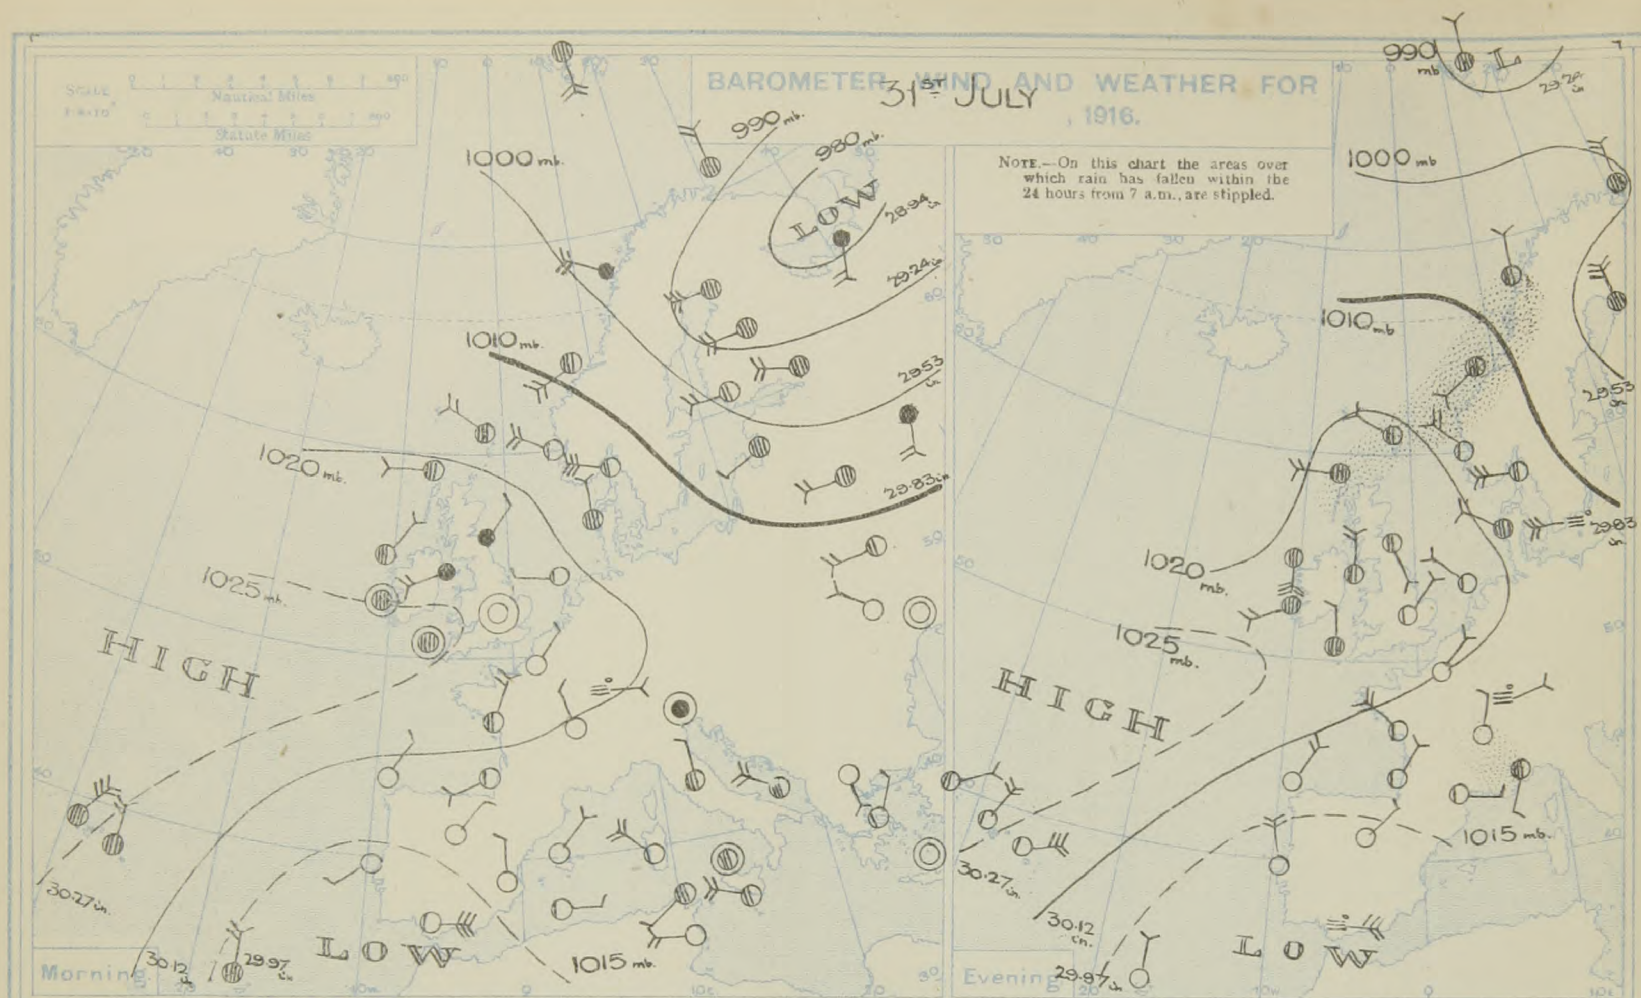 SCALE
Nautical Miles
Statute Miles
BAROMETER, WIND AND WEATHER FOR
31ST JULY
, 1916.
NOTE.—On this chart the areas over
which rain has fallen within the
24 hours from 7 a.m., are stippled.
1000 mb.
990 mb.
980 mb.
LOW
28.94 in
29.24 in
1010 mb.
29.53 in
1020 mb.
29.83 in
1025 mb.
HIGH
30.27 in.
30.12 in
29.97 in
LOW
1015 mb.
Morning
990 mb
L
29.24 in
1000 mb
1010 mb
29.53 in
1020 mb.
29.83 in
1025 mb.
HIGH
1015 mb.
30.27 in.
30.12 in.
29.97 in
LOW
Evening